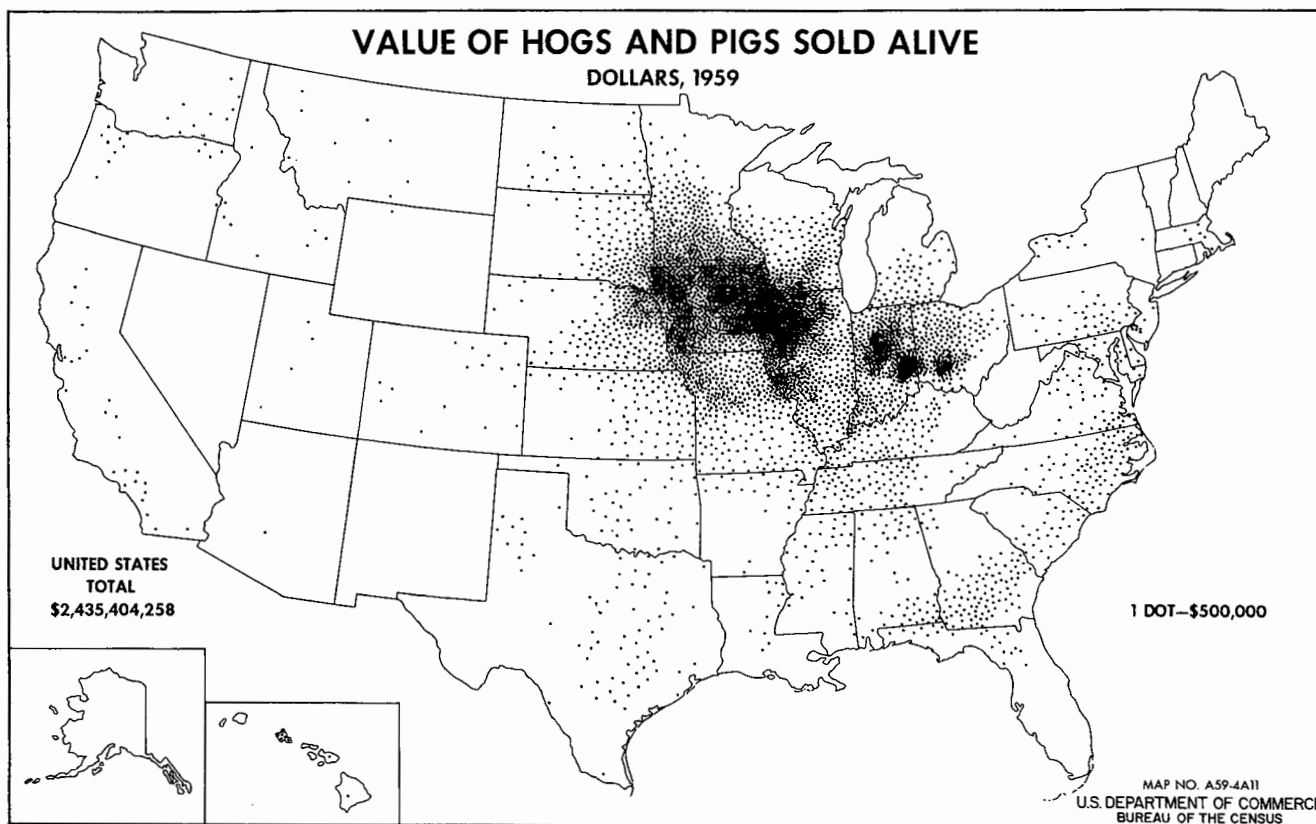 VALUE OF HOGS AND PIGS SOLD ALIVE
DOLLARS, 1959
UNITED STATES
TOTAL
$2,435,404,258
1 DOT—$500,000
MAP NO. A59-4A11
U.S. DEPARTMENT OF COMMERCE
BUREAU OF THE CENSUS